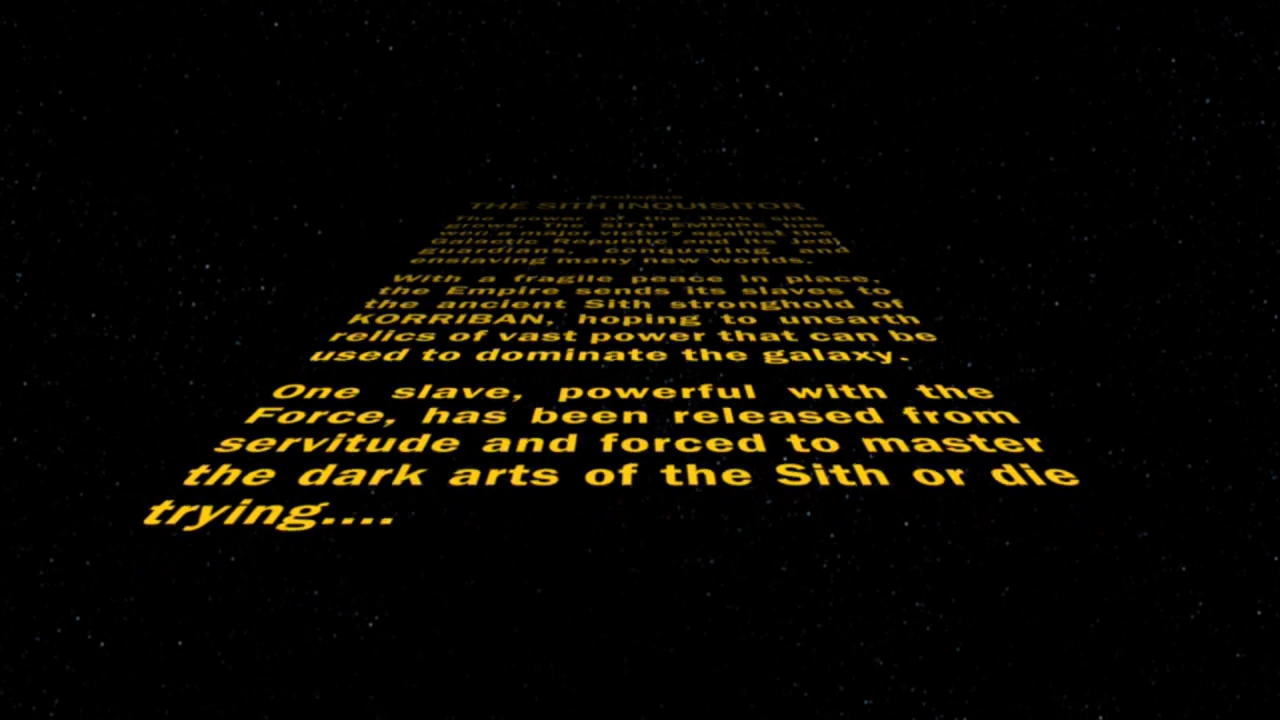 Prologue
THE SITH INQUISITOR
The power of the dark side
grows. The SITH EMPIRE has
won a major victory against the
Galactic Republic and its Jedi
guardians, conquering and
enslaving many new worlds.
With a fragile peace in place,
the Empire sends its slaves to
the ancient Sith stronghold of
KORRIBAN, hoping to unearth
relics of vast power that can be
used to dominate the galaxy.
One slave, powerful with the
Force, has been released from
servitude and forced to master
the dark arts of the Sith or die
trying....